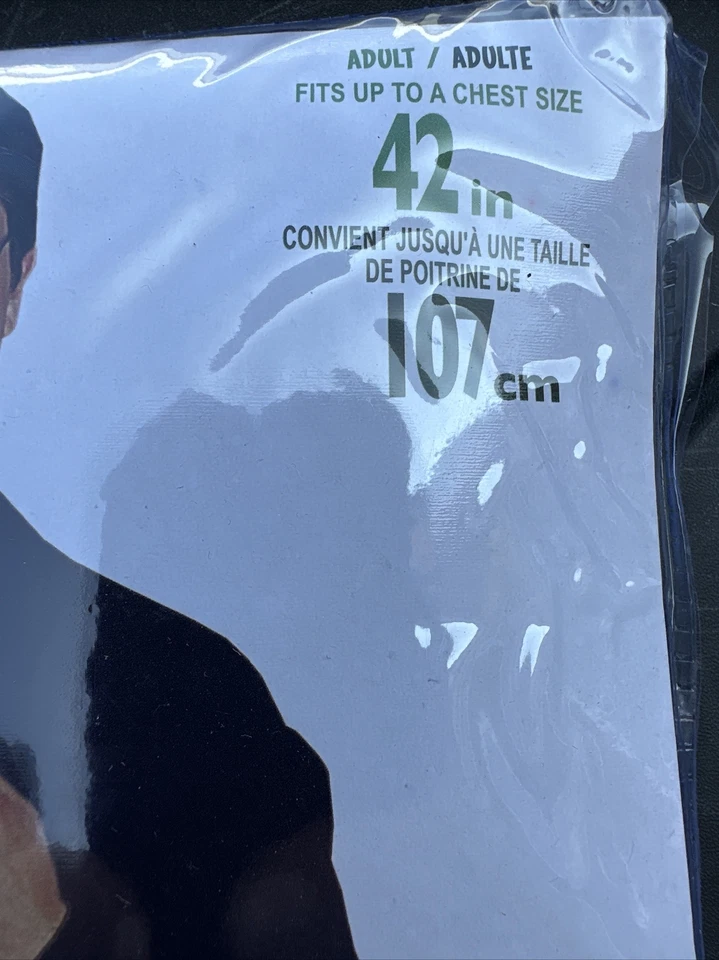 ADULT / ADULTE
FITS UP TO A CHEST SIZE
42 in
CONVIENT JUSQU'À UNE TAILLE
DE POITRINE DE
107 cm